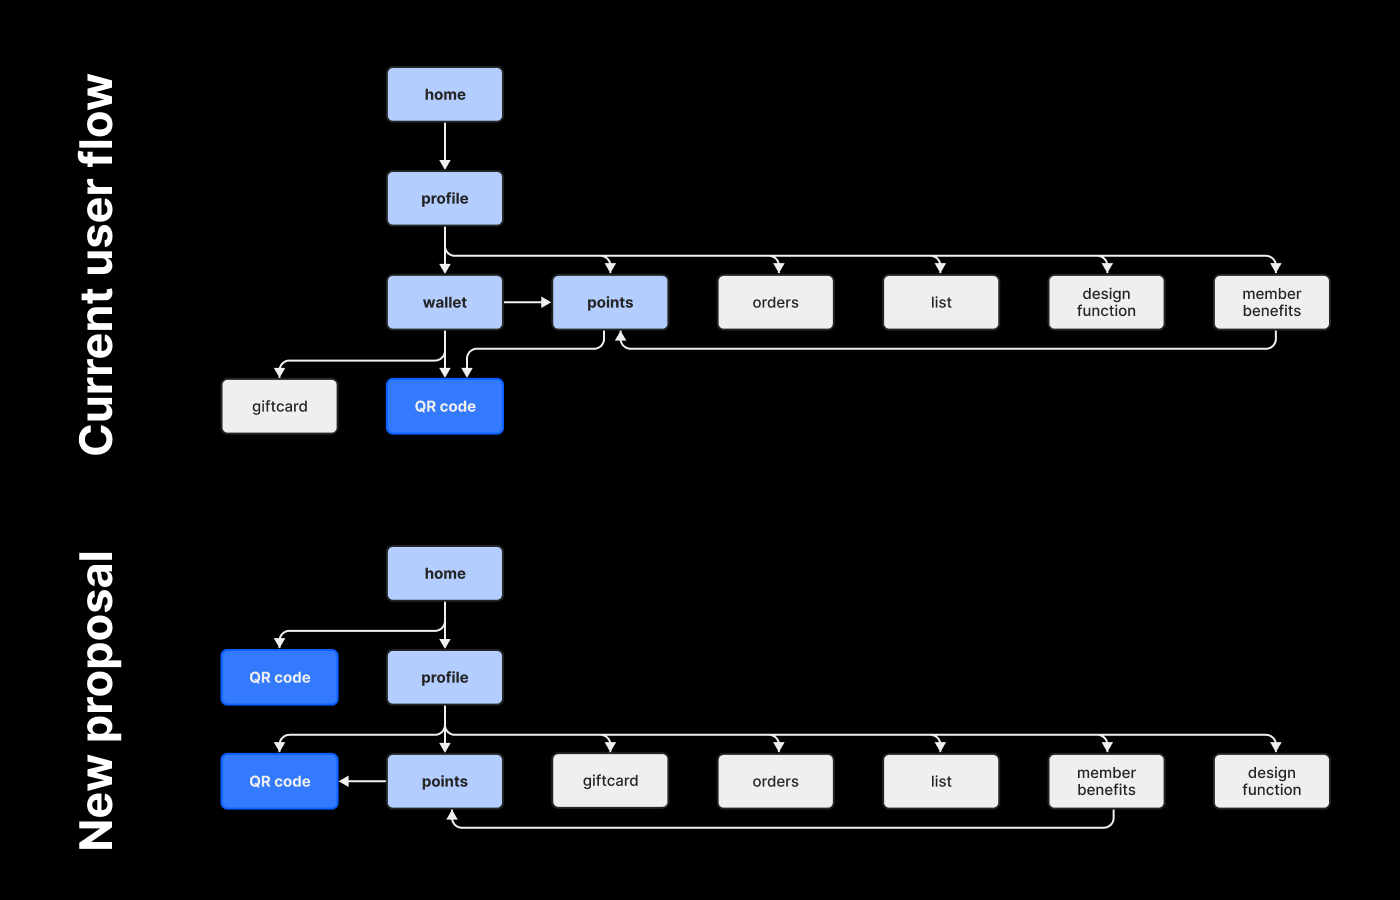 Current user flow
home
profile
wallet
points
orders
list
design
function
member
benefits
giftcard
QR code
New proposal
home
QR code
profile
QR code
points
giftcard
orders
list
member
benefits
design
function